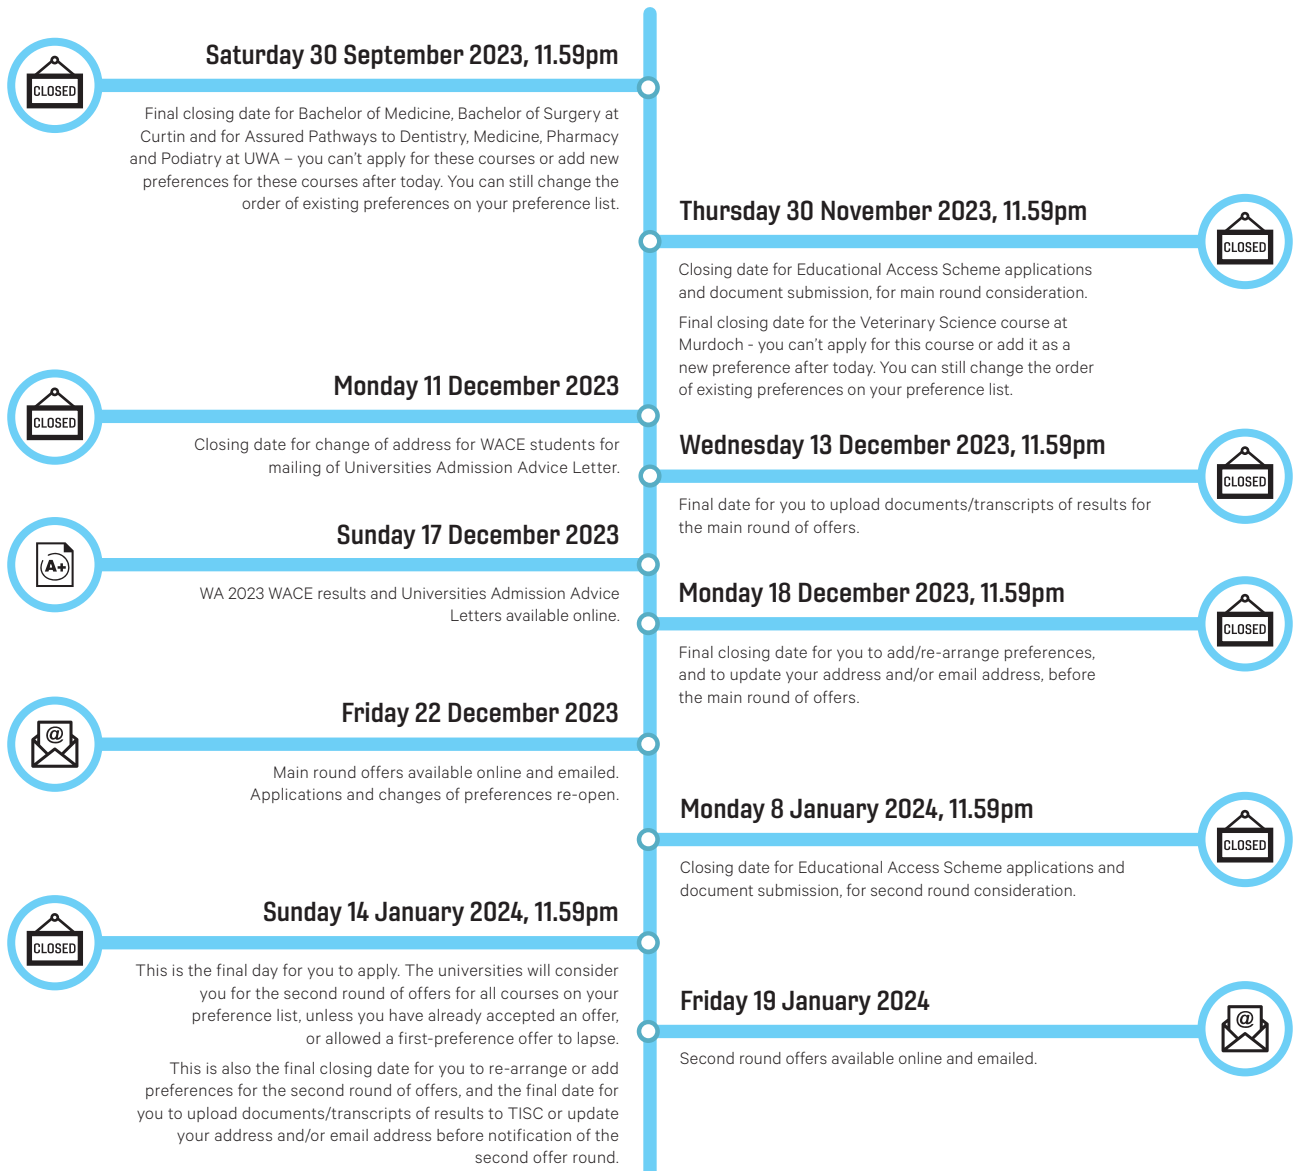 Saturday 30 September 2023, 11.59pm
CLOSED
Final closing date for Bachelor of Medicine, Bachelor of Surgery at
Curtin and for Assured Pathways to Dentistry, Medicine, Pharmacy
and Podiatry at UWA – you can't apply for these courses or add new
preferences for these courses after today. You can still change the
order of existing preferences on your preference list.
Thursday 30 November 2023, 11.59pm
CLOSED
Closing date for Educational Access Scheme applications
and document submission, for main round consideration.
Final closing date for the Veterinary Science course at
Murdoch - you can't apply for this course or add it as a
new preference after today. You can still change the order
of existing preferences on your preference list.
Monday 11 December 2023
CLOSED
Closing date for change of address for WACE students for
mailing of Universities Admission Advice Letter.
Wednesday 13 December 2023, 11.59pm
CLOSED
Final date for you to upload documents/transcripts of results for
the main round of offers.
Sunday 17 December 2023
A+
WA 2023 WACE results and Universities Admission Advice
Letters available online.
Monday 18 December 2023, 11.59pm
CLOSED
Final closing date for you to add/re-arrange preferences,
and to update your address and/or email address, before
the main round of offers.
Friday 22 December 2023
@
Main round offers available online and emailed.
Applications and changes of preferences re-open.
Monday 8 January 2024, 11.59pm
CLOSED
Closing date for Educational Access Scheme applications and
document submission, for second round consideration.
Sunday 14 January 2024, 11.59pm
CLOSED
This is the final day for you to apply. The universities will consider
you for the second round of offers for all courses on your
preference list, unless you have already accepted an offer,
or allowed a first-preference offer to lapse.
This is also the final closing date for you to re-arrange or add
preferences for the second round of offers, and the final date for
you to upload documents/transcripts of results to TISC or update
your address and/or email address before notification of the
second offer round.
Friday 19 January 2024
@
Second round offers available online and emailed.